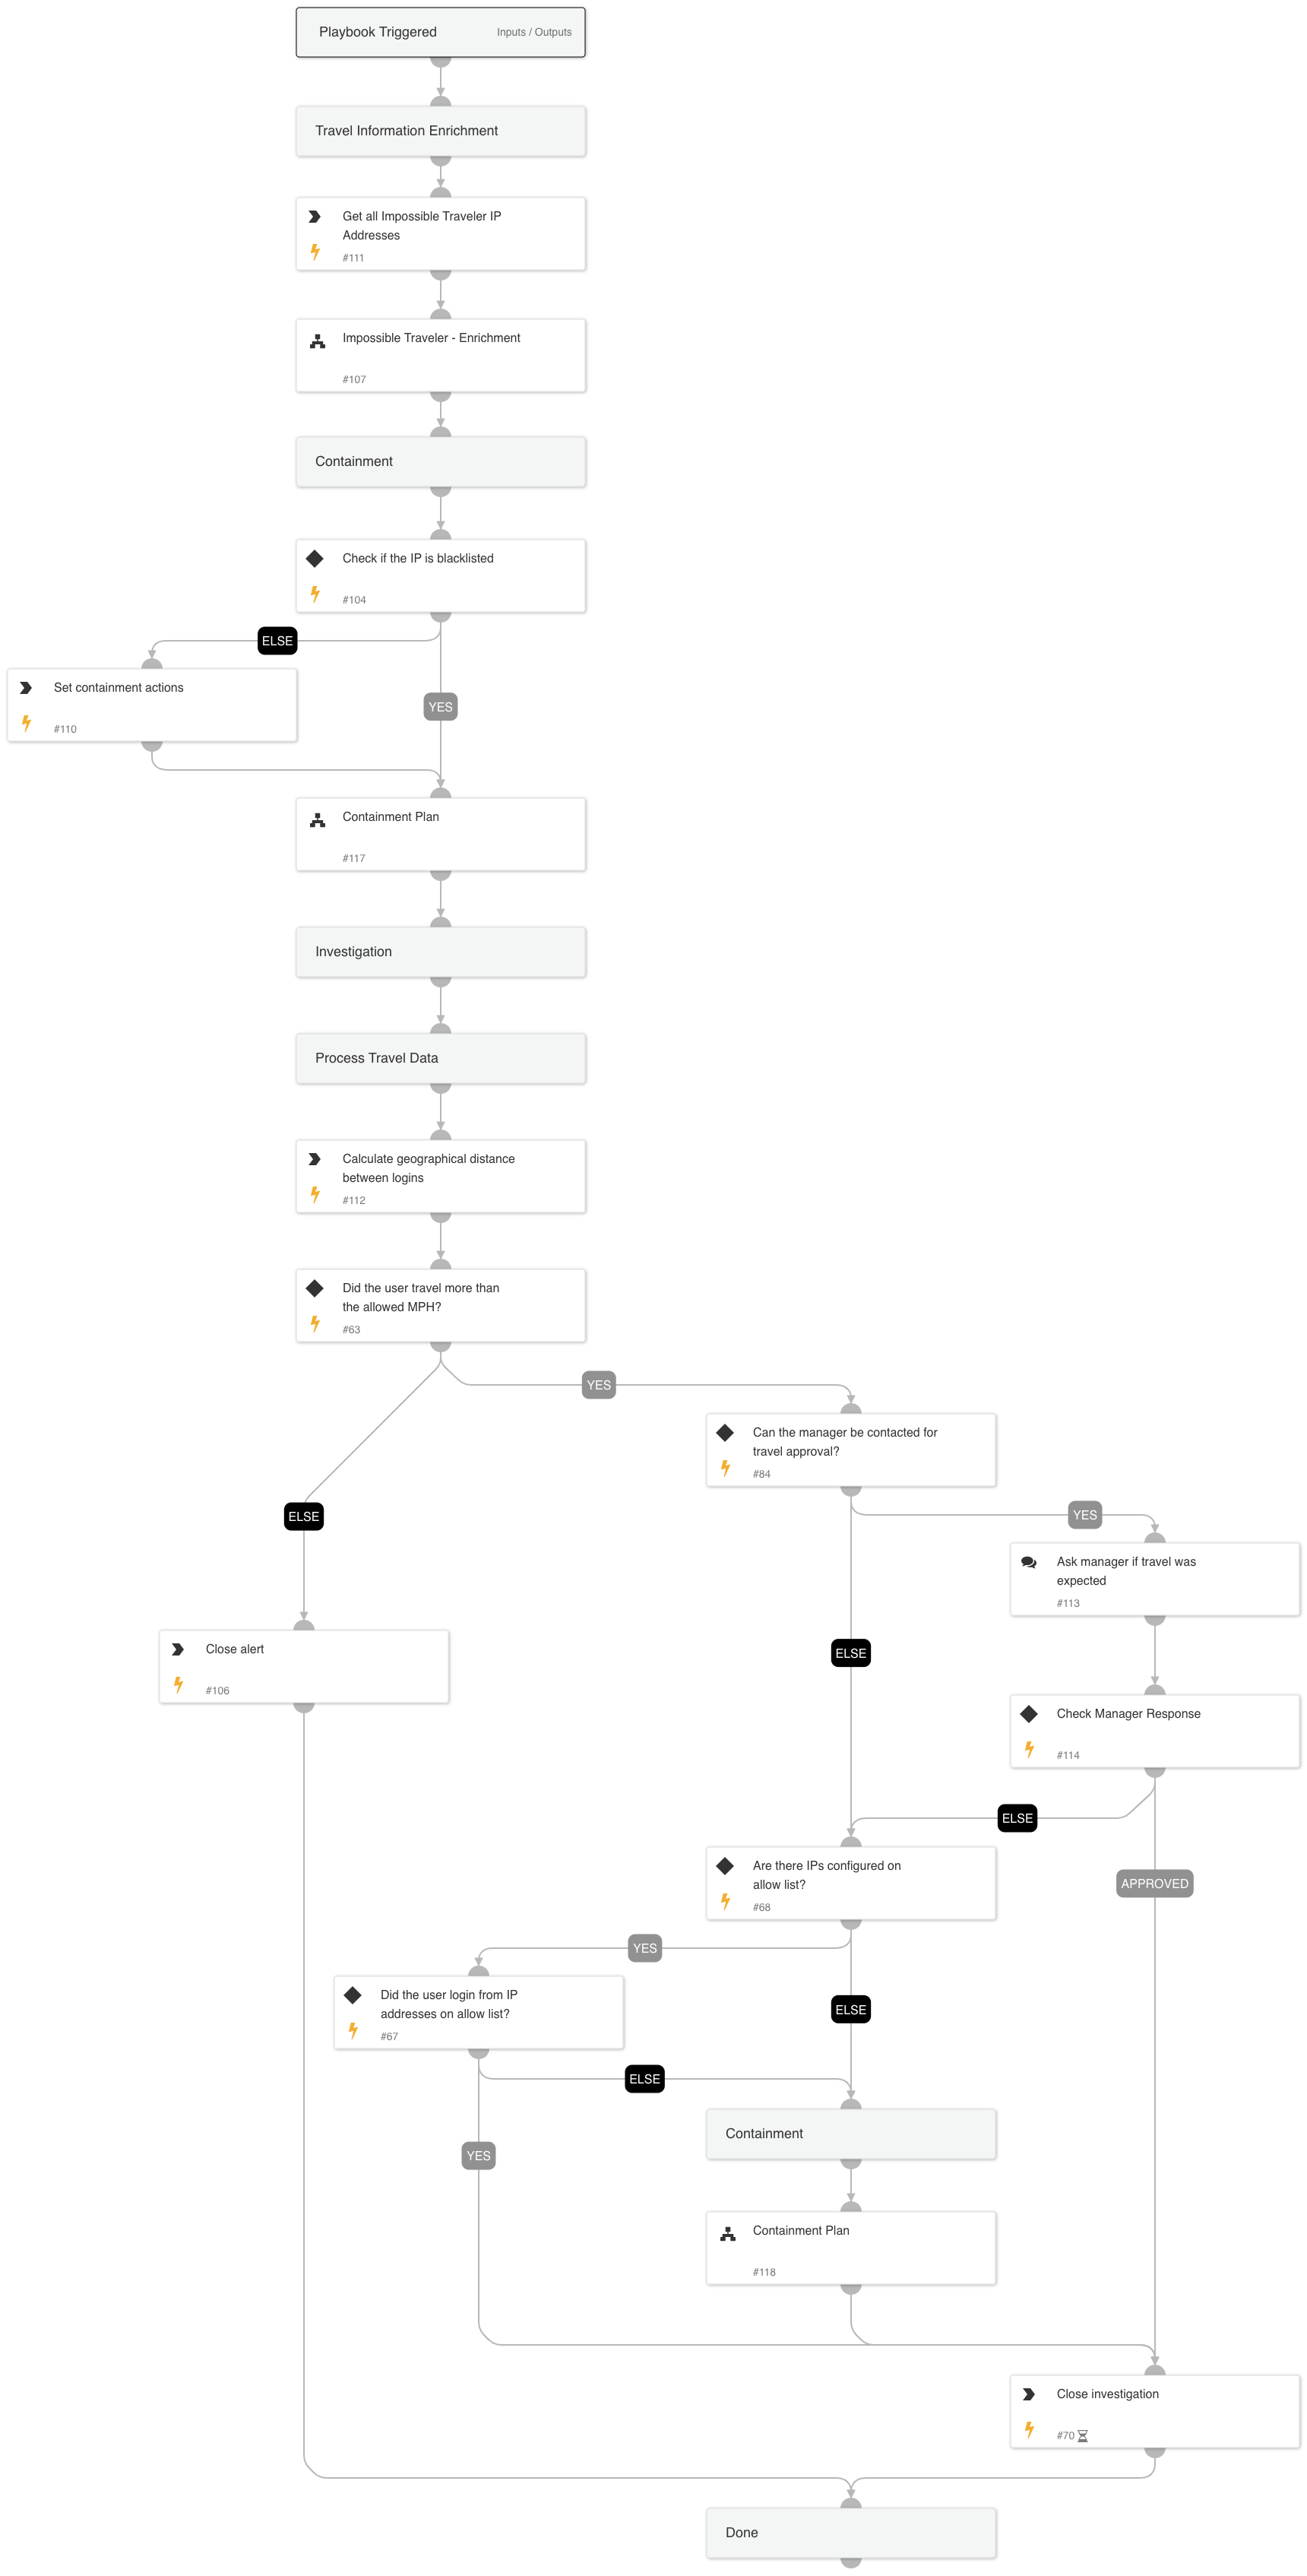 Playbook Triggered
Inputs / Outputs
Travel Information Enrichment
Get all Impossible Traveler IP
Addresses
#111
Impossible Traveler - Enrichment
#107
Containment
Check if the IP is blacklisted
#104
ELSE
Set containment actions
#110
YES
Containment Plan
#117
Investigation
Process Travel Data
Calculate geographical distance
between logins
#112
Did the user travel more than
the allowed MPH?
#63
YES
Can the manager be contacted for
travel approval?
#84
ELSE
YES
Ask manager if travel was
expected
#113
Close alert
#106
ELSE
Check Manager Response
#114
ELSE
Are there IPs configured on
allow list?
#68
APPROVED
YES
Did the user login from IP
addresses on allow list?
#67
ELSE
ELSE
Containment
YES
Containment Plan
#118
Close investigation
#70
Done